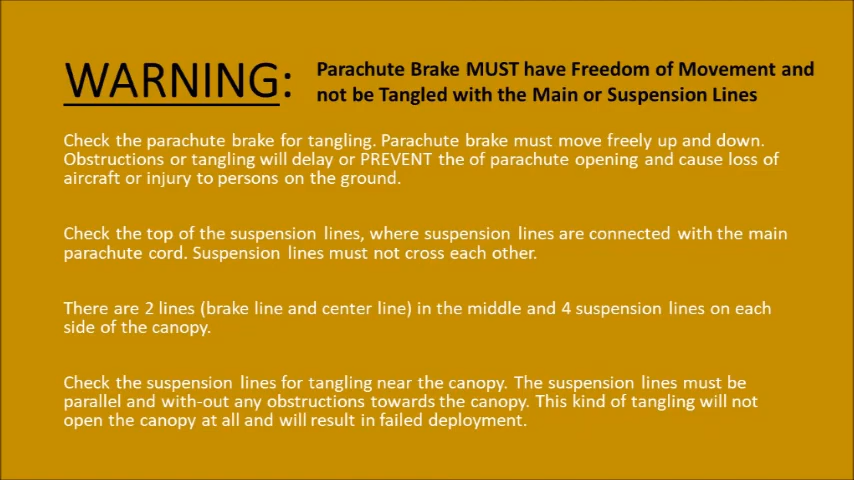 WARNING:
Parachute Brake MUST have Freedom of Movement and
not be Tangled with the Main or Suspension Lines
Check the parachute brake for tangling. Parachute brake must move freely up and down.
Obstructions or tangling will delay or PREVENT the of parachute opening and cause loss of
aircraft or injury to persons on the ground.
Check the top of the suspension lines, where suspension lines are connected with the main
parachute cord. Suspension lines must not cross each other.
There are 2 lines (brake line and center line) in the middle and 4 suspension lines on each
side of the canopy.
Check the suspension lines for tangling near the canopy. The suspension lines must be
parallel and with-out any obstructions towards the canopy. This kind of tangling will not
open the canopy at all and will result in failed deployment.